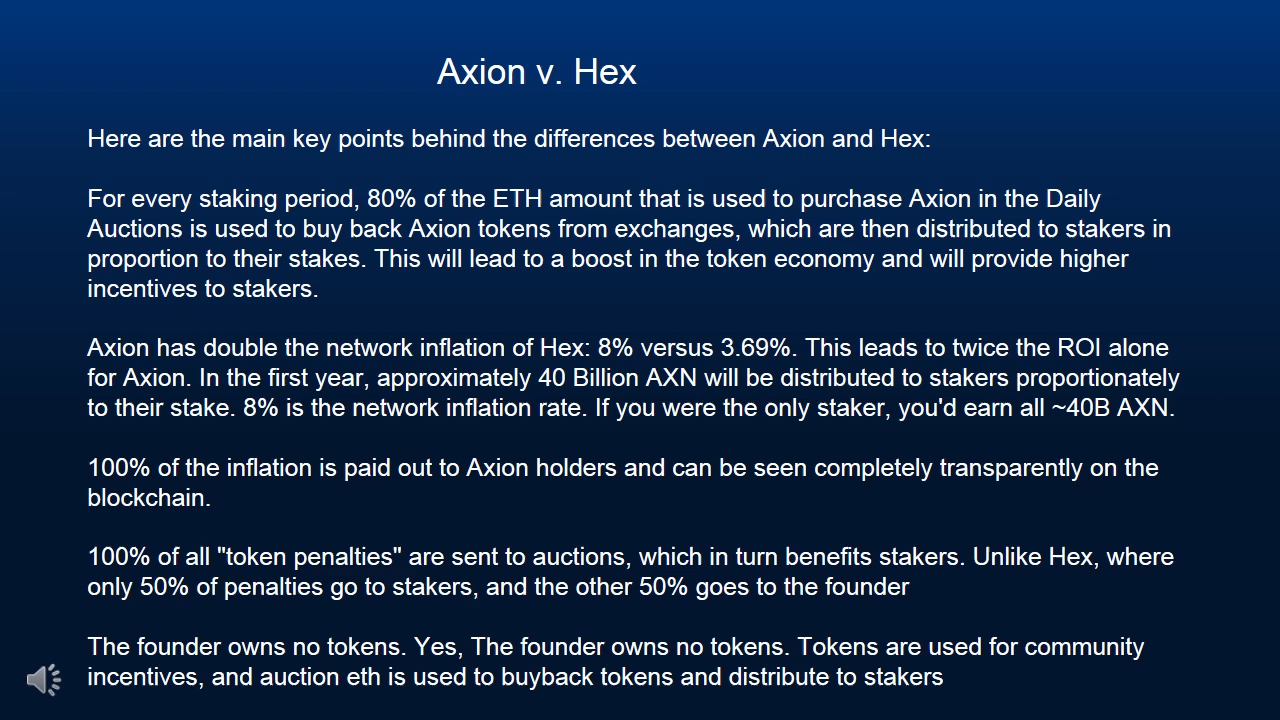 Axion v. Hex
Here are the main key points behind the differences between Axion and Hex:
For every staking period, 80% of the ETH amount that is used to purchase Axion in the Daily
Auctions is used to buy back Axion tokens from exchanges, which are then distributed to stakers in
proportion to their stakes. This will lead to a boost in the token economy and will provide higher
incentives to stakers.
Axion has double the network inflation of Hex: 8% versus 3.69%. This leads to twice the ROI alone
for Axion. In the first year, approximately 40 Billion AXN will be distributed to stakers proportionately
to their stake. 8% is the network inflation rate. If you were the only staker, you'd earn all ~40B AXN.
100% of the inflation is paid out to Axion holders and can be seen completely transparently on the
blockchain.
100% of all "token penalties" are sent to auctions, which in turn benefits stakers. Unlike Hex, where
only 50% of penalties go to stakers, and the other 50% goes to the founder
The founder owns no tokens. Yes, The founder owns no tokens. Tokens are used for community
incentives, and auction eth is used to buyback tokens and distribute to stakers